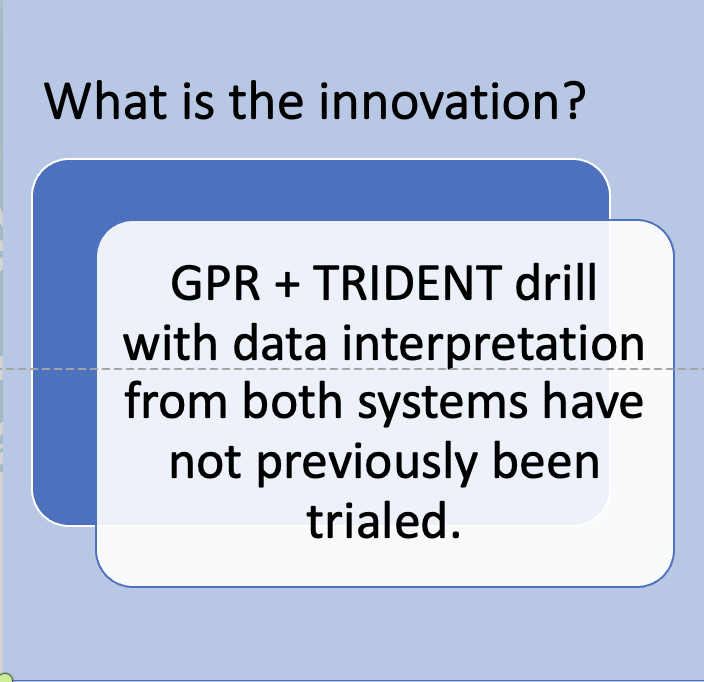 What is the innovation?
GPR + TRIDENT drill
with data interpretation
from both systems have
not previously been
trialed.